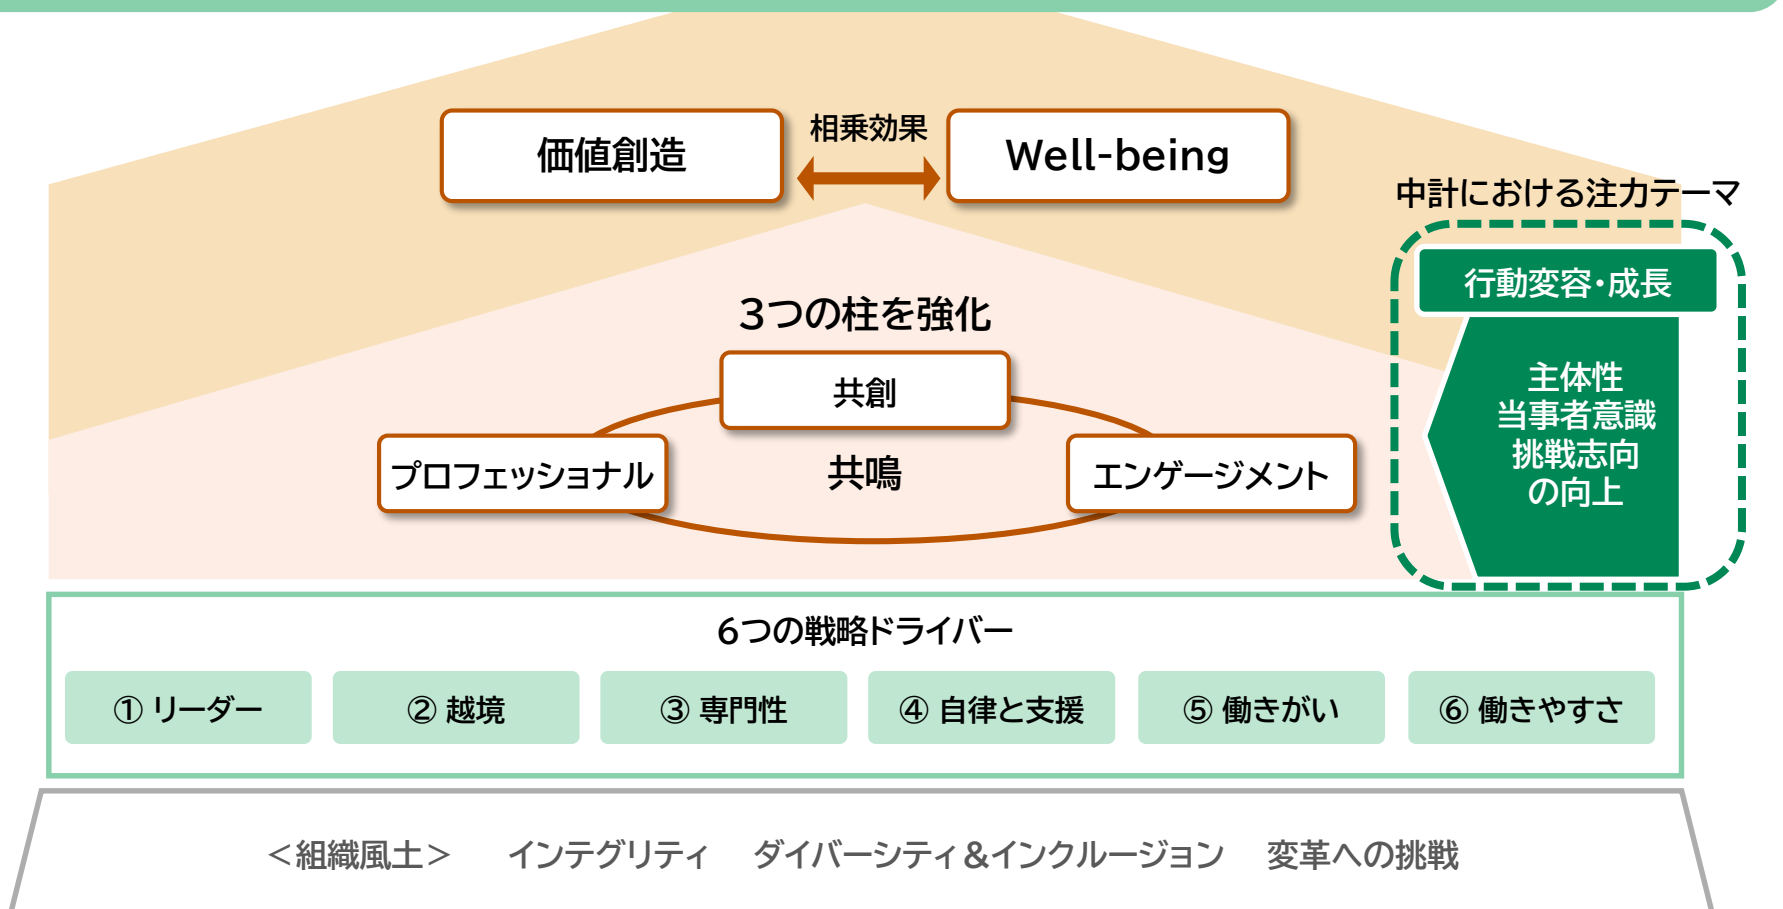 相乗効果
価値創造
Well-being
中計における注力テーマ
行動変容・成長
3つの柱を強化
共創
主体性
当事者意識
挑戦志向
の向上
プロフェッショナル
共鳴
エンゲージメント
6つの戦略ドライバー
① リーダー
② 越境
③ 専門性
④ 自律と支援
⑤ 働きがい
⑥ 働きやすさ
＜組織風土＞ インテグリティ ダイバーシティ＆インクルージョン 変革への挑戦